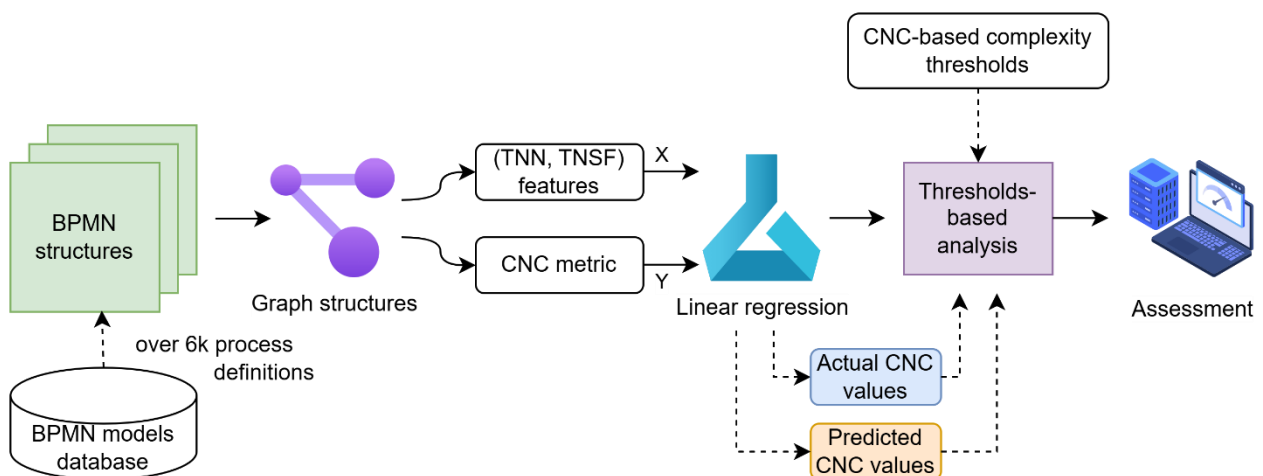 CNC-based complexity
thresholds
BPMN
structures
(TNN, TNSF)
features
X
CNC metric
Y
Thresholds-
based
analysis
Graph structures
Linear regression
Assessment
over 6k process
definitions
BPMN models
database
Actual CNC
values
Predicted
CNC values